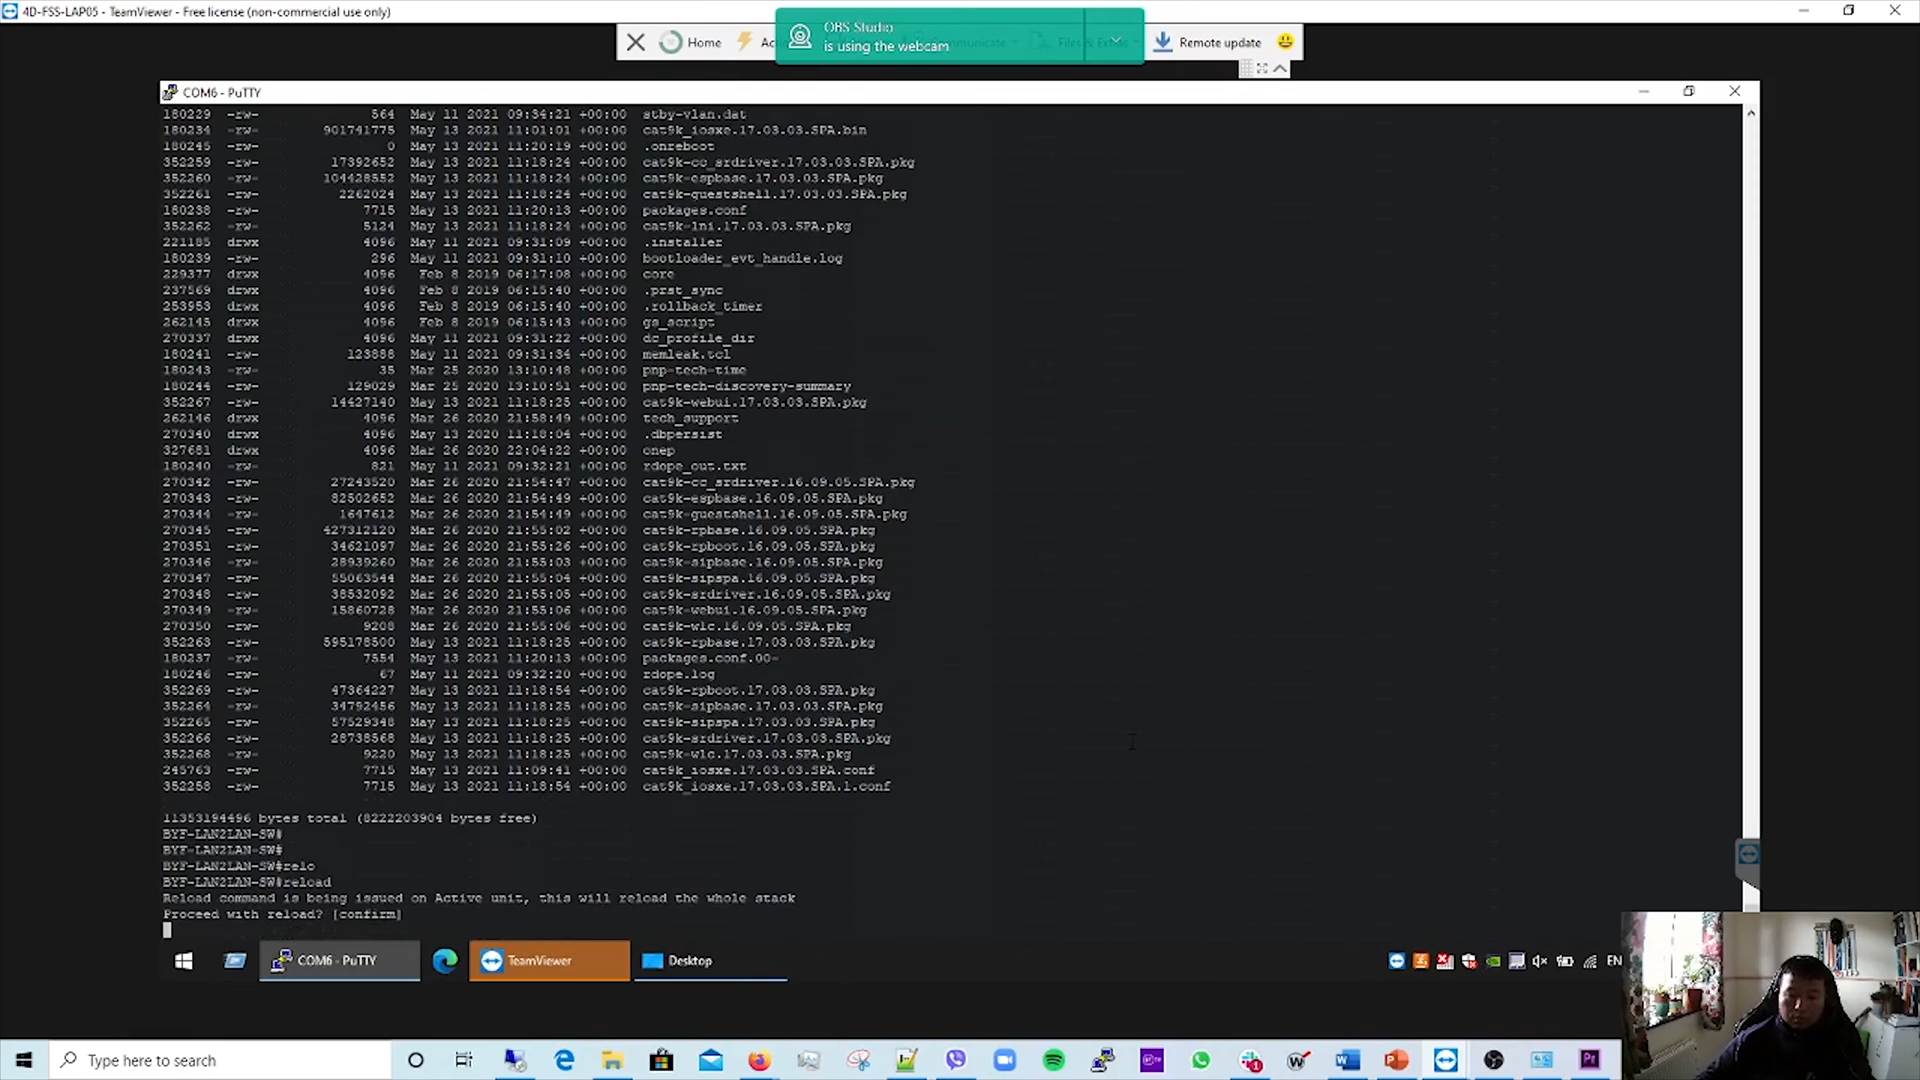 4D-FSS-LAP05 - TeamViewer - Free license (non-commercial use only)
OBS Studio
is using the webcam
Home
Remote update
COM6 - PuTTY
180229 -rw- 564 May 11 2021 09:34:21 +00:00 stby-vlan.dat
180234 -rw- 901741775 May 13 2021 11:01:01 +00:00 cat9k_iosxe.17.03.03.SPA.bin
180245 -rw- 0 May 13 2021 11:20:19 +00:00 .onreboot
352259 -rw- 17392652 May 13 2021 11:18:24 +00:00 cat9k-cc_srdriver.17.03.03.SPA.pkg
352260 -rw- 104428552 May 13 2021 11:18:24 +00:00 cat9k-espbase.17.03.03.SPA.pkg
352261 -rw- 2262024 May 13 2021 11:18:24 +00:00 cat9k-guestshell.17.03.03.SPA.pkg
180238 -rw- 7715 May 13 2021 11:20:13 +00:00 packages.conf
352262 -rw- 5124 May 13 2021 11:18:24 +00:00 cat9k-lni.17.03.03.SPA.pkg
221185 drwx 4096 May 11 2021 09:31:09 +00:00 .installer
180239 -rw- 296 May 11 2021 09:31:10 +00:00 bootloader_evt_handle.log
229377 drwx 4096 Feb 8 2019 06:17:08 +00:00 core
237569 drwx 4096 Feb 8 2019 06:15:40 +00:00 .prst_sync
253953 drwx 4096 Feb 8 2019 06:15:40 +00:00 .rollback_timer
262145 drwx 4096 Feb 8 2019 06:15:43 +00:00 gs_script
270337 drwx 4096 May 11 2021 09:31:22 +00:00 dc_profile_dir
180241 -rw- 123888 May 11 2021 09:31:34 +00:00 memleak.tcl
180243 -rw- 35 Mar 25 2020 13:10:48 +00:00 pnp-tech-time
180244 -rw- 129029 Mar 25 2020 13:10:51 +00:00 pnp-tech-discovery-summary
352267 -rw- 14427140 May 13 2021 11:18:25 +00:00 cat9k-webui.17.03.03.SPA.pkg
262146 drwx 4096 Mar 26 2020 21:58:49 +00:00 tech_support
270340 drwx 4096 May 13 2021 11:18:04 +00:00 .dbpersist
327681 drwx 4096 Mar 26 2020 22:04:22 +00:00 onep
180240 -rw- 821 May 11 2021 09:32:21 +00:00 rdope_out.txt
270342 -rw- 27243520 Mar 26 2020 21:54:47 +00:00 cat9k-cc_srdriver.16.09.05.SPA.pkg
270343 -rw- 82502652 Mar 26 2020 21:54:49 +00:00 cat9k-espbase.16.09.05.SPA.pkg
270344 -rw- 1647612 Mar 26 2020 21:54:49 +00:00 cat9k-guestshell.16.09.05.SPA.pkg
270345 -rw- 427312120 Mar 26 2020 21:55:02 +00:00 cat9k-rpbase.16.09.05.SPA.pkg
270351 -rw- 34621097 Mar 26 2020 21:55:26 +00:00 cat9k-rpboot.16.09.05.SPA.pkg
270346 -rw- 28939260 Mar 26 2020 21:55:03 +00:00 cat9k-sipbase.16.09.05.SPA.pkg
270347 -rw- 55063544 Mar 26 2020 21:55:04 +00:00 cat9k-sipspa.16.09.05.SPA.pkg
270348 -rw- 38532092 Mar 26 2020 21:55:05 +00:00 cat9k-srdriver.16.09.05.SPA.pkg
270349 -rw- 15860728 Mar 26 2020 21:55:06 +00:00 cat9k-webui.16.09.05.SPA.pkg
270350 -rw- 9208 Mar 26 2020 21:55:06 +00:00 cat9k-wlc.16.09.05.SPA.pkg
352263 -rw- 595178500 May 13 2021 11:18:25 +00:00 cat9k-rpbase.17.03.03.SPA.pkg
180237 -rw- 7554 May 13 2021 11:20:13 +00:00 packages.conf.00-
180246 -rw- 67 May 11 2021 09:32:20 +00:00 rdope.log
352269 -rw- 47364227 May 13 2021 11:18:54 +00:00 cat9k-rpboot.17.03.03.SPA.pkg
352264 -rw- 34792456 May 13 2021 11:18:25 +00:00 cat9k-sipbase.17.03.03.SPA.pkg
352265 -rw- 57529348 May 13 2021 11:18:25 +00:00 cat9k-sipspa.17.03.03.SPA.pkg
352266 -rw- 28738568 May 13 2021 11:18:25 +00:00 cat9k-srdriver.17.03.03.SPA.pkg
352268 -rw- 9220 May 13 2021 11:18:25 +00:00 cat9k-wlc.17.03.03.SPA.pkg
245763 -rw- 7715 May 13 2021 11:09:41 +00:00 cat9k_iosxe.17.03.03.SPA.conf
352258 -rw- 7715 May 13 2021 11:18:54 +00:00 cat9k_iosxe.17.03.03.SPA.1.conf
11353194496 bytes total (8222203904 bytes free)
BYF-LAN2LAN-SW#
BYF-LAN2LAN-SW#
BYF-LAN2LAN-SW#relo
BYF-LAN2LAN-SW#reload
Reload command is being issued on Active unit, this will reload the whole stack
Proceed with reload? [confirm]
COM6 - PuTTY
TeamViewer
Desktop
EN
Type here to search